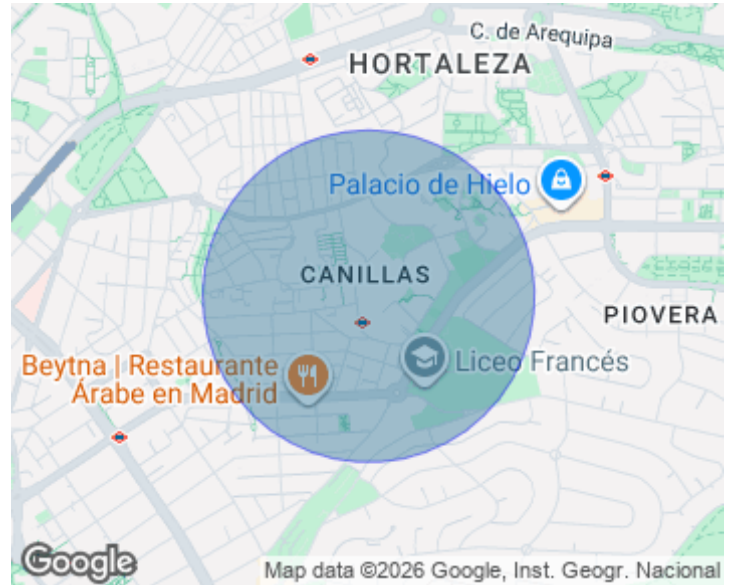 C. de Arequipa
HORTALEZA
Palacio de Hielo
CANILLAS
PIOVERA
Beytna | Restaurante
Árabe en Madrid
Liceo Francés
Google
Map data ©2026 Google, Inst. Geogr. Nacional